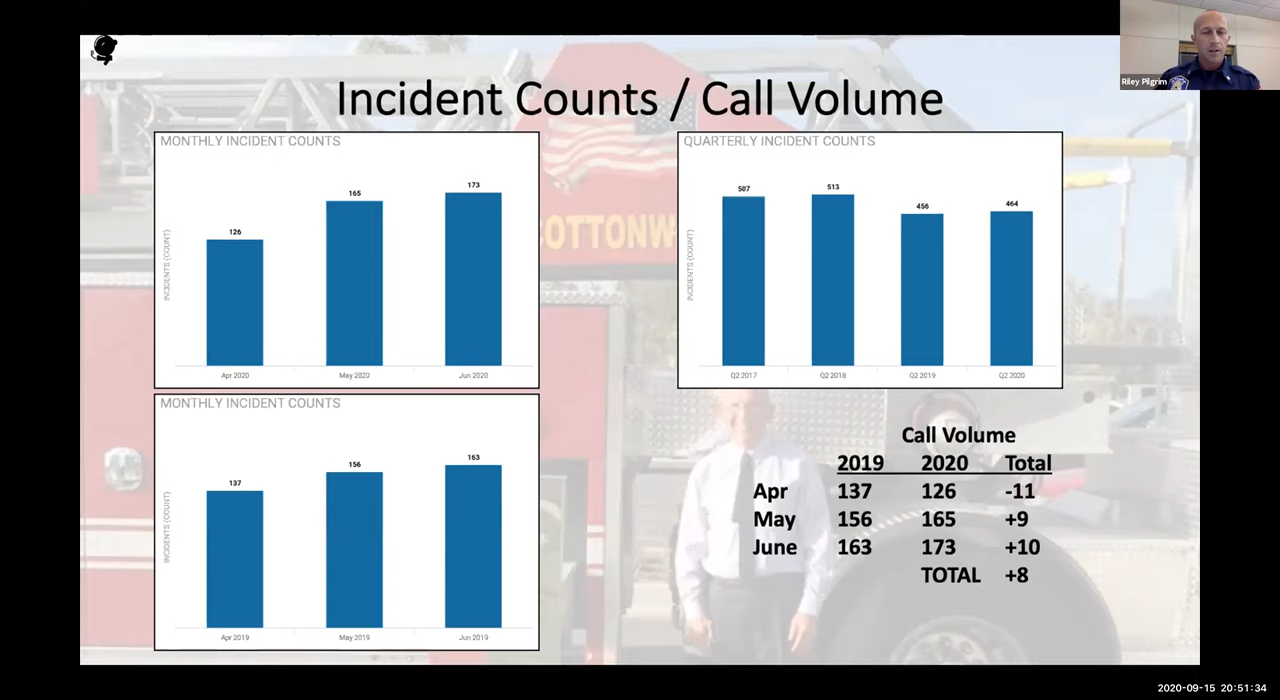 Riley Pilgrim
Incident Counts / Call Volume
MONTHLY INCIDENT COUNTS
INCIDENTS (COUNT)
126
165
173
Apr 2020
May 2020
Jun 2020
QUARTERLY INCIDENT COUNTS
INCIDENTS (COUNT)
507
513
456
464
Q2 2017
Q2 2018
Q2 2019
Q2 2020
OTTONW
MONTHLY INCIDENT COUNTS
INCIDENTS (COUNT)
137
156
163
Apr 2019
May 2019
Jun 2019
Call Volume
2019 2020 Total
Apr 137 126 -11
May 156 165 +9
June 163 173 +10
TOTAL +8
2020-09-15 20:51:34